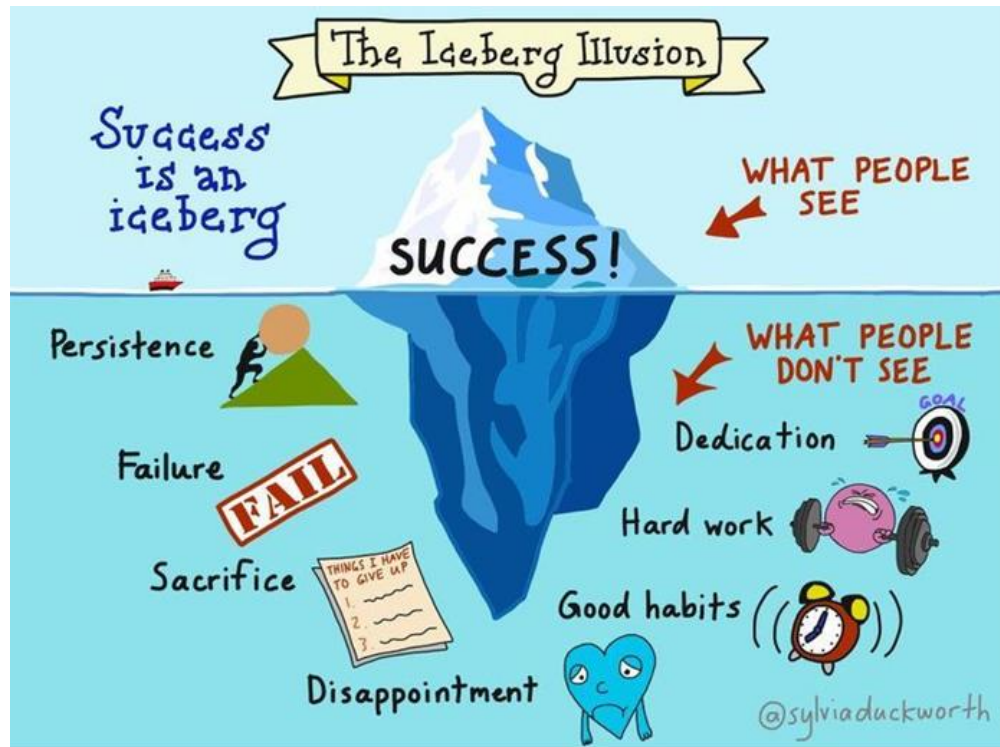 The Iceberg Illusion
Success
is an
iceberg
WHAT PEOPLE
SEE
SUCCESS!
Persistence
WHAT PEOPLE
DON'T SEE
GOAL
Dedication
Failure
FAIL
Hard work
Sacrifice
THINGS I HAVE
TO GIVE UP
1.
2.
3.
Good habits
Disappointment
@sylviaduckworth